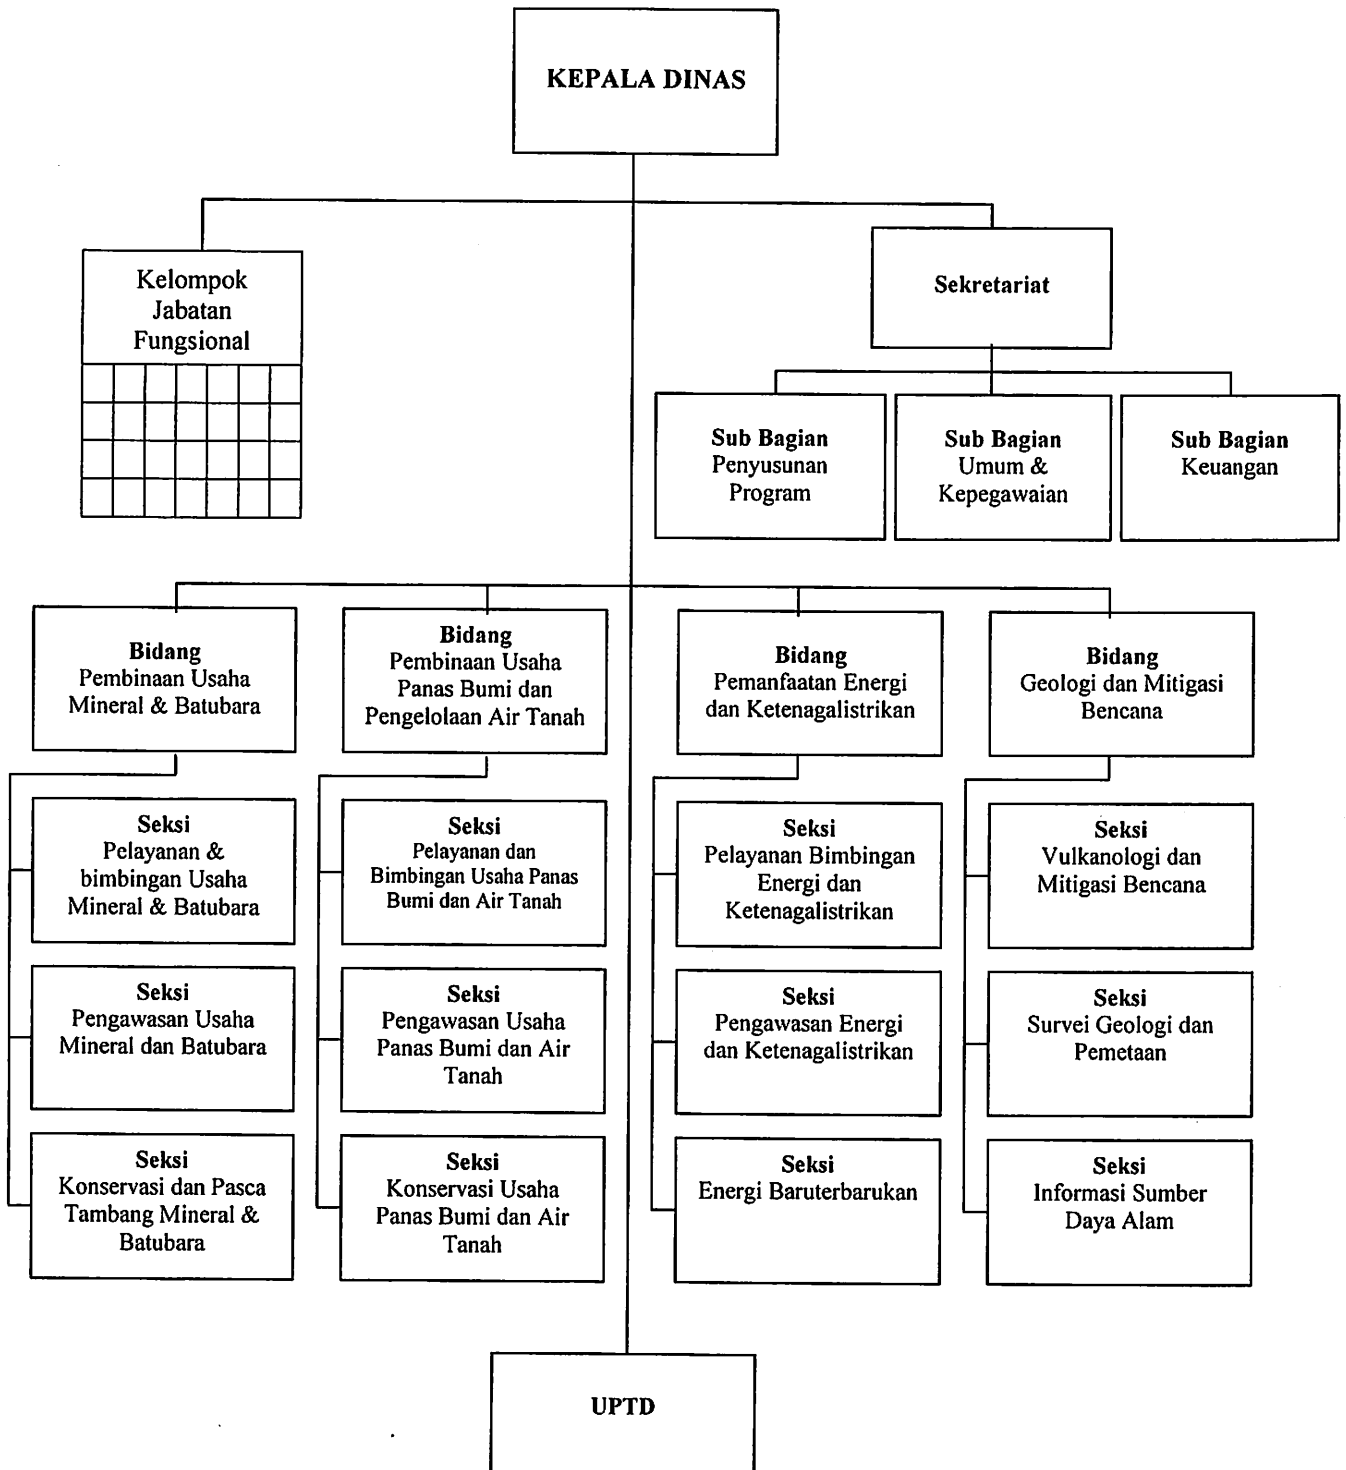 KEPALA DINAS
Kelompok
Jabatan
Fungsional
Sekretariat
Sub Bagian
Penyusunan
Program
Sub Bagian
Umum &
Kepegawaian
Sub Bagian
Keuangan
Bidang
Pembinaan Usaha
Mineral & Batubara
Bidang
Pembinaan Usaha
Panas Bumi dan
Pengelolaan Air Tanah
Bidang
Pemanfaatan Energi
dan Ketenagalistrikan
Bidang
Geologi dan Mitigasi
Bencana
Seksi
Pelayanan &
bimbingan Usaha
Mineral & Batubara
Seksi
Pelayanan dan
Bimbingan Usaha Panas
Bumi dan Air Tanah
Seksi
Pelayanan Bimbingan
Energi dan
Ketenagalistrikan
Seksi
Vulkanologi dan
Mitigasi Bencana
Seksi
Pengawasan Usaha
Mineral dan Batubara
Seksi
Pengawasan Usaha
Panas Bumi dan Air
Tanah
Seksi
Pengawasan Energi
dan Ketenagalistrikan
Seksi
Survei Geologi dan
Pemetaan
Seksi
Konservasi dan Pasca
Tambang Mineral &
Batubara
Seksi
Konservasi Usaha
Panas Bumi dan Air
Tanah
Seksi
Energi Baruterbarukan
Seksi
Informasi Sumber
Daya Alam
UPTD